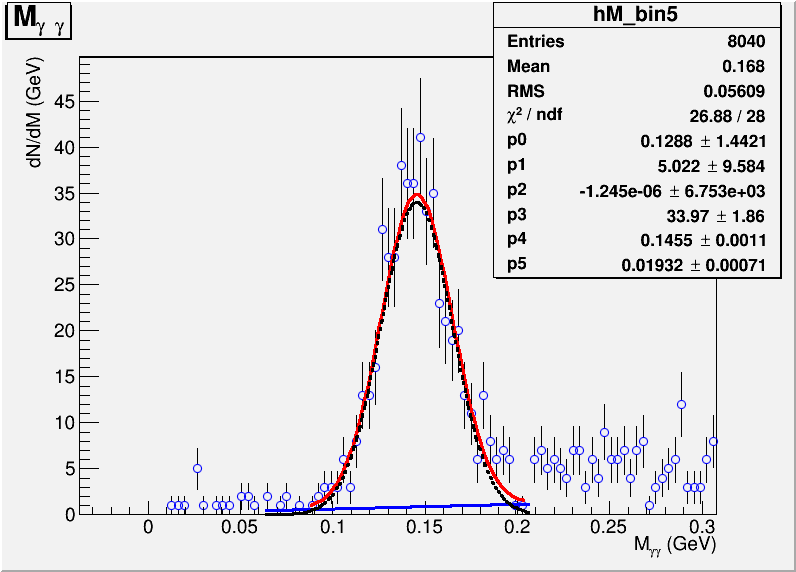 M_γ γ
hM_bin5
Entries 8040
Mean 0.168
RMS 0.05609
χ² / ndf 26.88 / 28
p0 0.1288 ± 1.4421
p1 5.022 ± 9.584
p2 -1.245e-06 ± 6.753e+03
p3 33.97 ± 1.86
p4 0.1455 ± 0.0011
p5 0.01932 ± 0.00071
dN/dM (GeV)
45
40
35
30
25
20
15
10
5
0
0 0.05 0.1 0.15 0.2 0.25 0.3
M_γγ (GeV)